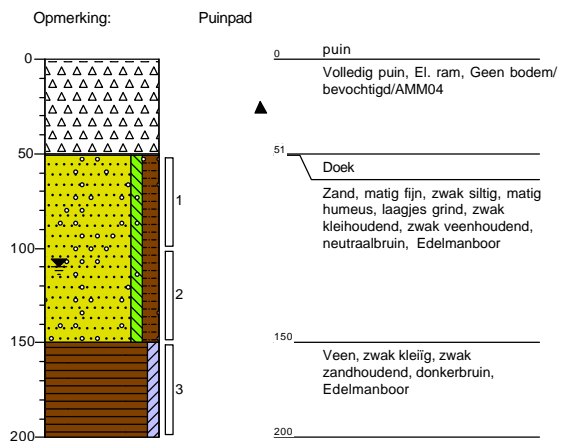 Opmerking: Puinpad
0
50
100
150
200
1
2
3
0 puin
Volledig puin, El. ram, Geen bodem/
bevochtigd/AMM04
51
Doek
Zand, matig fijn, zwak siltig, matig
humeus, laagjes grind, zwak
kleihoudend, zwak veenhoudend,
neutraalbruin, Edelmanboor
150
Veen, zwak kleiïg, zwak
zandhoudend, donkerbruin,
Edelmanboor
200